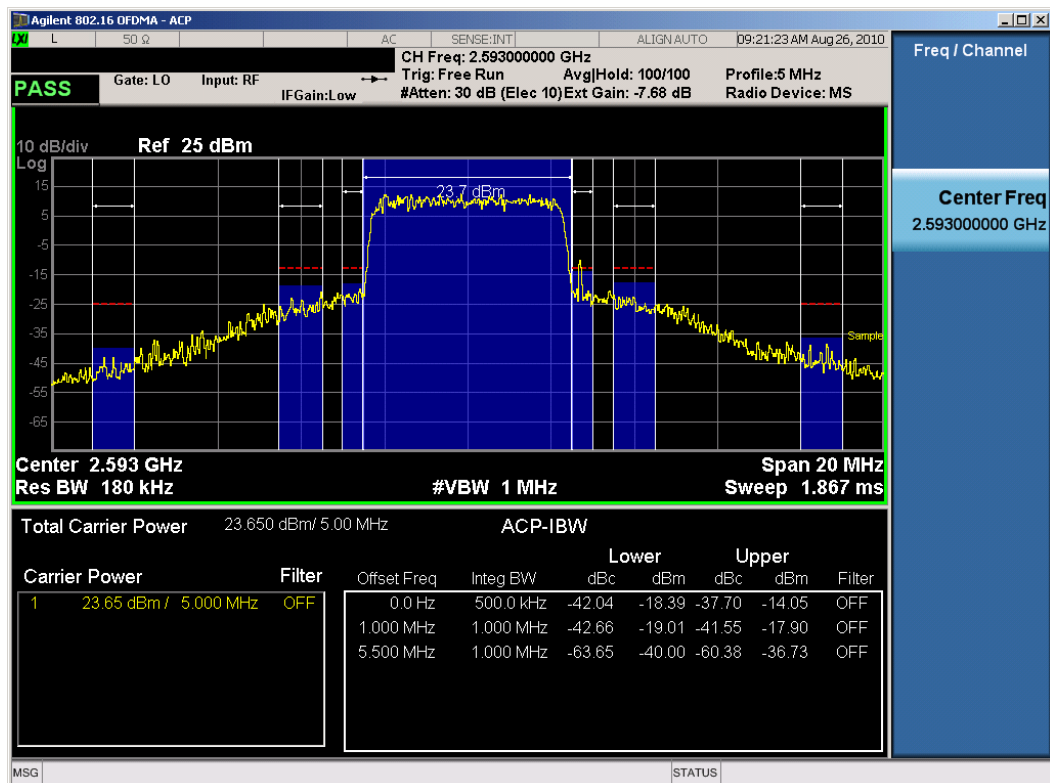 Agilent 802.16 OFDMA - ACP
LXI L 50 Ω AC SENSE:INT ALIGN AUTO 09:21:23 AM Aug 26, 2010
CH Freq: 2.593000000 GHz
PASS Gate: LO Input: RF Trig: Free Run Avg|Hold: 100/100 Profile:5 MHz
IFGain:Low #Atten: 30 dB (Elec 10) Ext Gain: -7.68 dB Radio Device: MS
10 dB/div Ref 25 dBm
Log
15
5
-5
-15
-25
-35
-45
-55
-65
23.7 dBm
Sample
Center 2.593 GHz Span 20 MHz
Res BW 180 kHz #VBW 1 MHz Sweep 1.867 ms
Total Carrier Power 23.650 dBm/ 5.00 MHz ACP-IBW
Lower Upper
Carrier Power Filter Offset Freq Integ BW dBc dBm dBc dBm Filter
1 23.65 dBm / 5.000 MHz OFF 0.0 Hz 500.0 kHz -42.04 -18.39 -37.70 -14.05 OFF
1.000 MHz 1.000 MHz -42.66 -19.01 -41.55 -17.90 OFF
5.500 MHz 1.000 MHz -63.65 -40.00 -60.38 -36.73 OFF
MSG STATUS
Freq / Channel
Center Freq
2.593000000 GHz